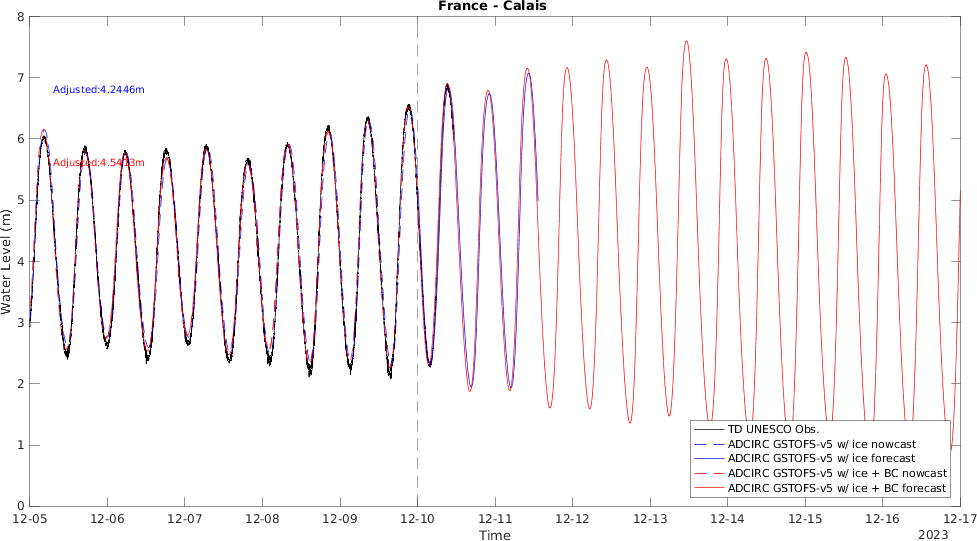 France - Calais
8
7
6
5
4
3
2
1
0
Water Level (m)
Adjusted:4.2446m
Adjusted:4.5413m
TD UNESCO Obs.
ADCIRC GSTOFS-v5 w/ ice nowcast
ADCIRC GSTOFS-v5 w/ ice forecast
ADCIRC GSTOFS-v5 w/ ice + BC nowcast
ADCIRC GSTOFS-v5 w/ ice + BC forecast
12-05 12-06 12-07 12-08 12-09 12-10 12-11 12-12 12-13 12-14 12-15 12-16 12-17
Time
2023